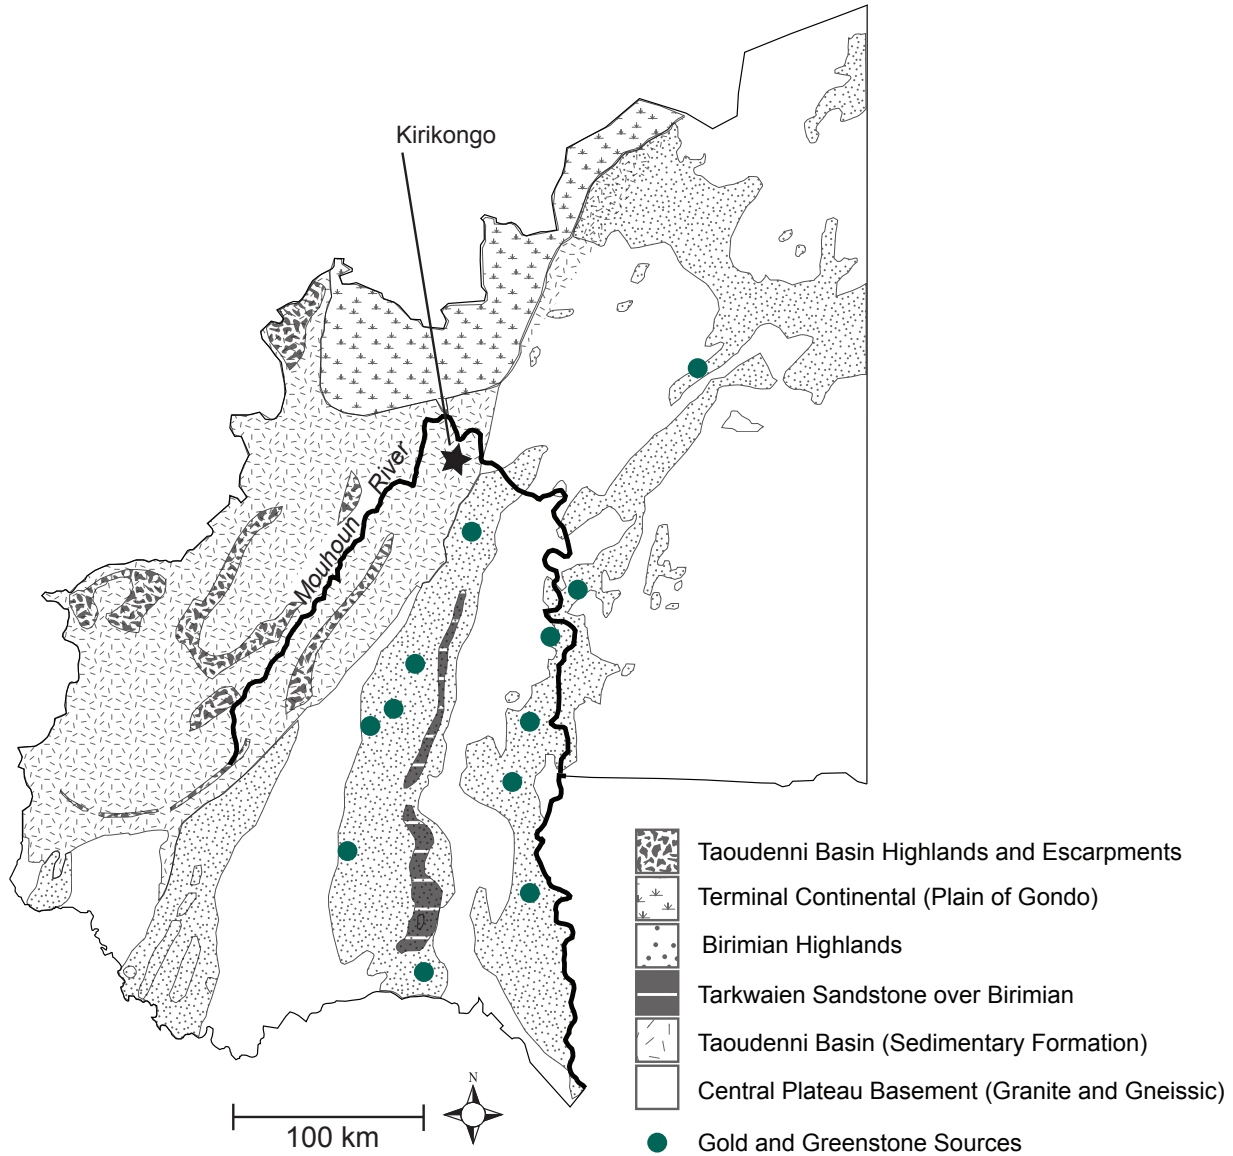 Kirikongo
Mouhoun River
Taoudenni Basin Highlands and Escarpments
Terminal Continental (Plain of Gondo)
Birimian Highlands
Tarkwaien Sandstone over Birimian
Taoudenni Basin (Sedimentary Formation)
Central Plateau Basement (Granite and Gneissic)
Gold and Greenstone Sources
N
100 km